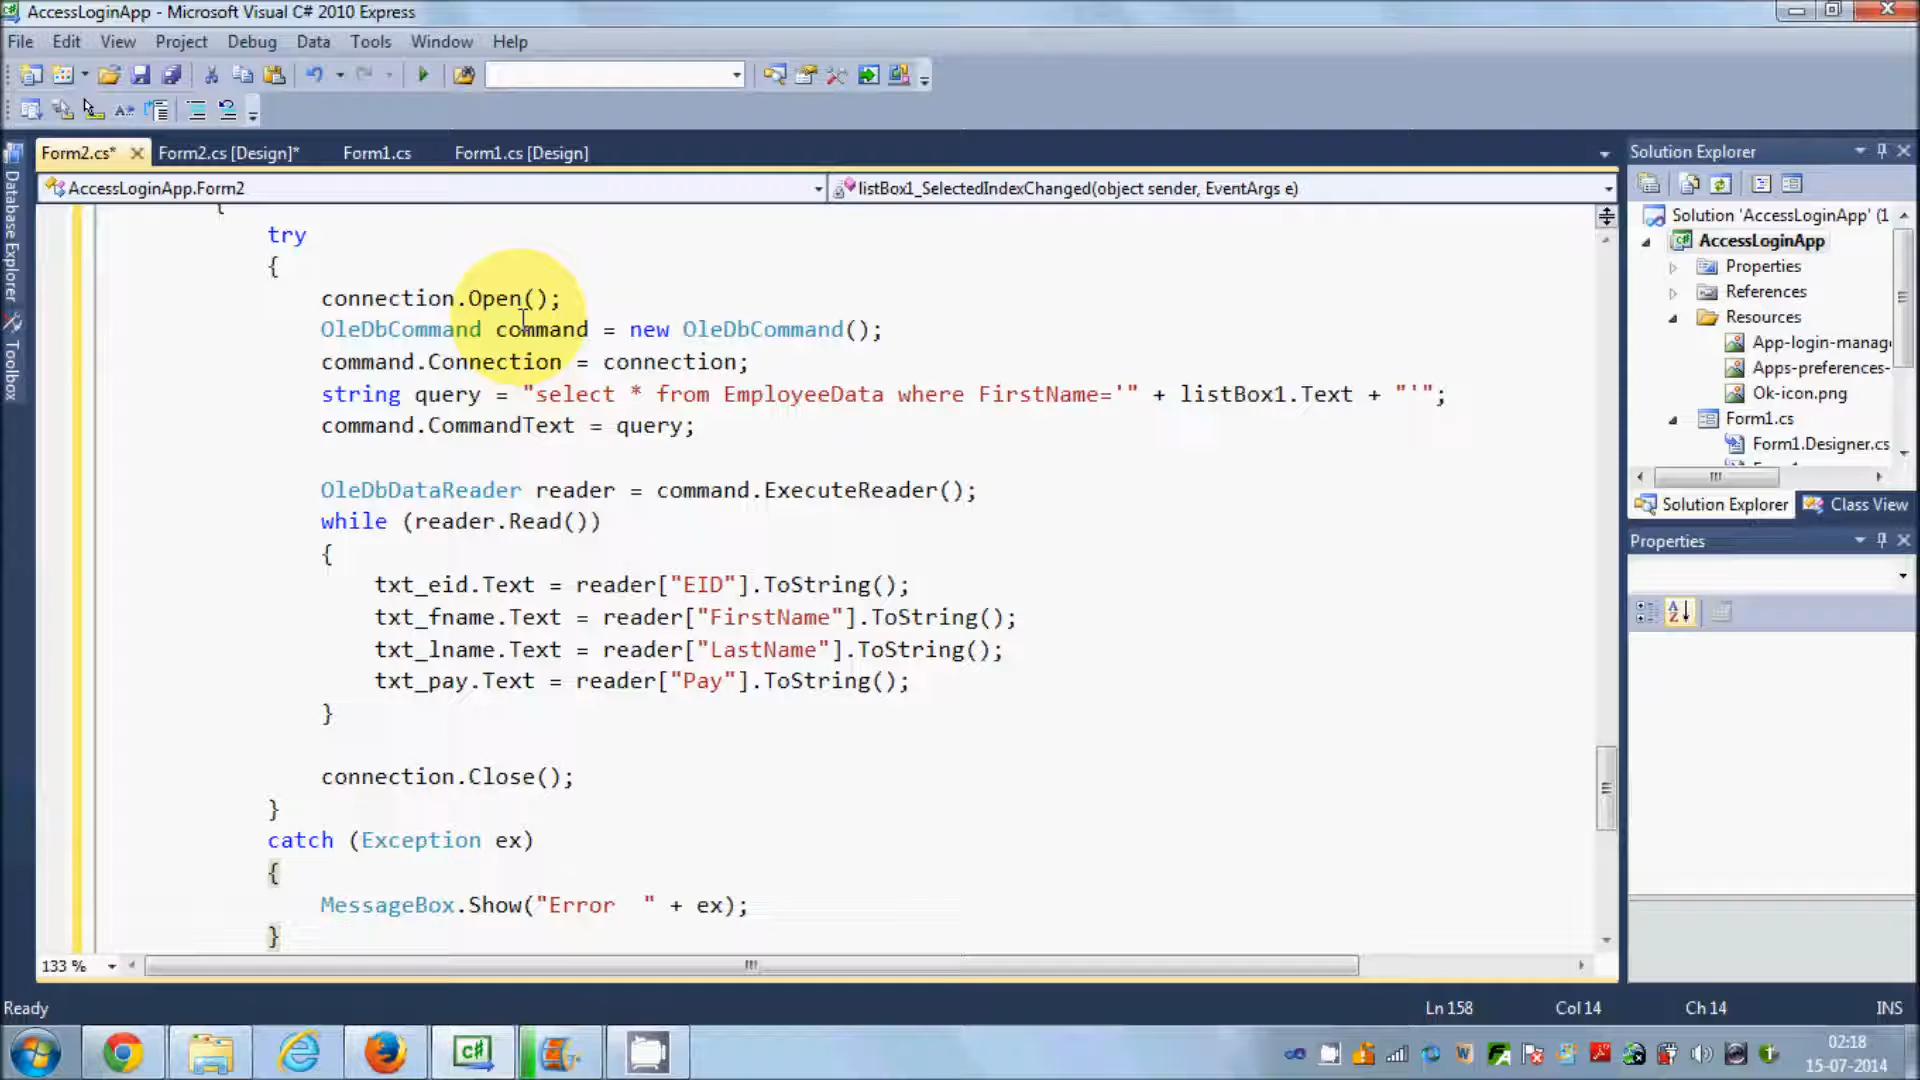 AccessLoginApp - Microsoft Visual C# 2010 Express
File Edit View Project Debug Data Tools Window Help
Form2.cs* Form2.cs [Design]* Form1.cs Form1.cs [Design]
AccessLoginApp.Form2
listBox1_SelectedIndexChanged(object sender, EventArgs e)
Database Explorer
Toolbox
{
try
{
connection.Open();
OleDbCommand command = new OleDbCommand();
command.Connection = connection;
string query = "select * from EmployeeData where FirstName='" + listBox1.Text + "'";
command.CommandText = query;
OleDbDataReader reader = command.ExecuteReader();
while (reader.Read())
{
txt_eid.Text = reader["EID"].ToString();
txt_fname.Text = reader["FirstName"].ToString();
txt_lname.Text = reader["LastName"].ToString();
txt_pay.Text = reader["Pay"].ToString();
}
connection.Close();
}
catch (Exception ex)
{
MessageBox.Show("Error  " + ex);
}
133 %
Solution Explorer
Solution 'AccessLoginApp' (1
AccessLoginApp
Properties
References
Resources
App-login-manag
Apps-preferences-
Ok-icon.png
Form1.cs
Form1.Designer.cs
Solution Explorer Class View
Properties
Ready
Ln 158 Col 14 Ch 14 INS
02:18
15-07-2014